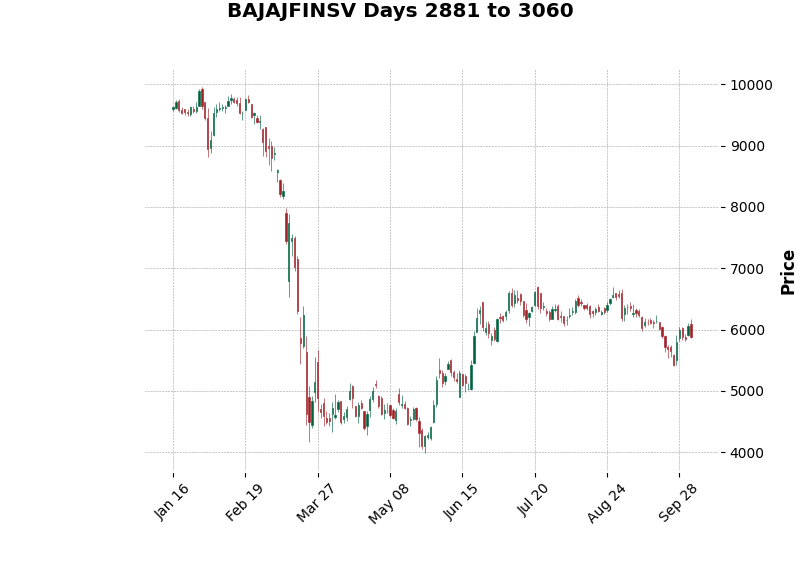 BAJAJFINSV Days 2881 to 3060
10000
9000
8000
7000
6000
5000
4000
Price
Jan 16
Feb 19
Mar 27
May 08
Jun 15
Jul 20
Aug 24
Sep 28